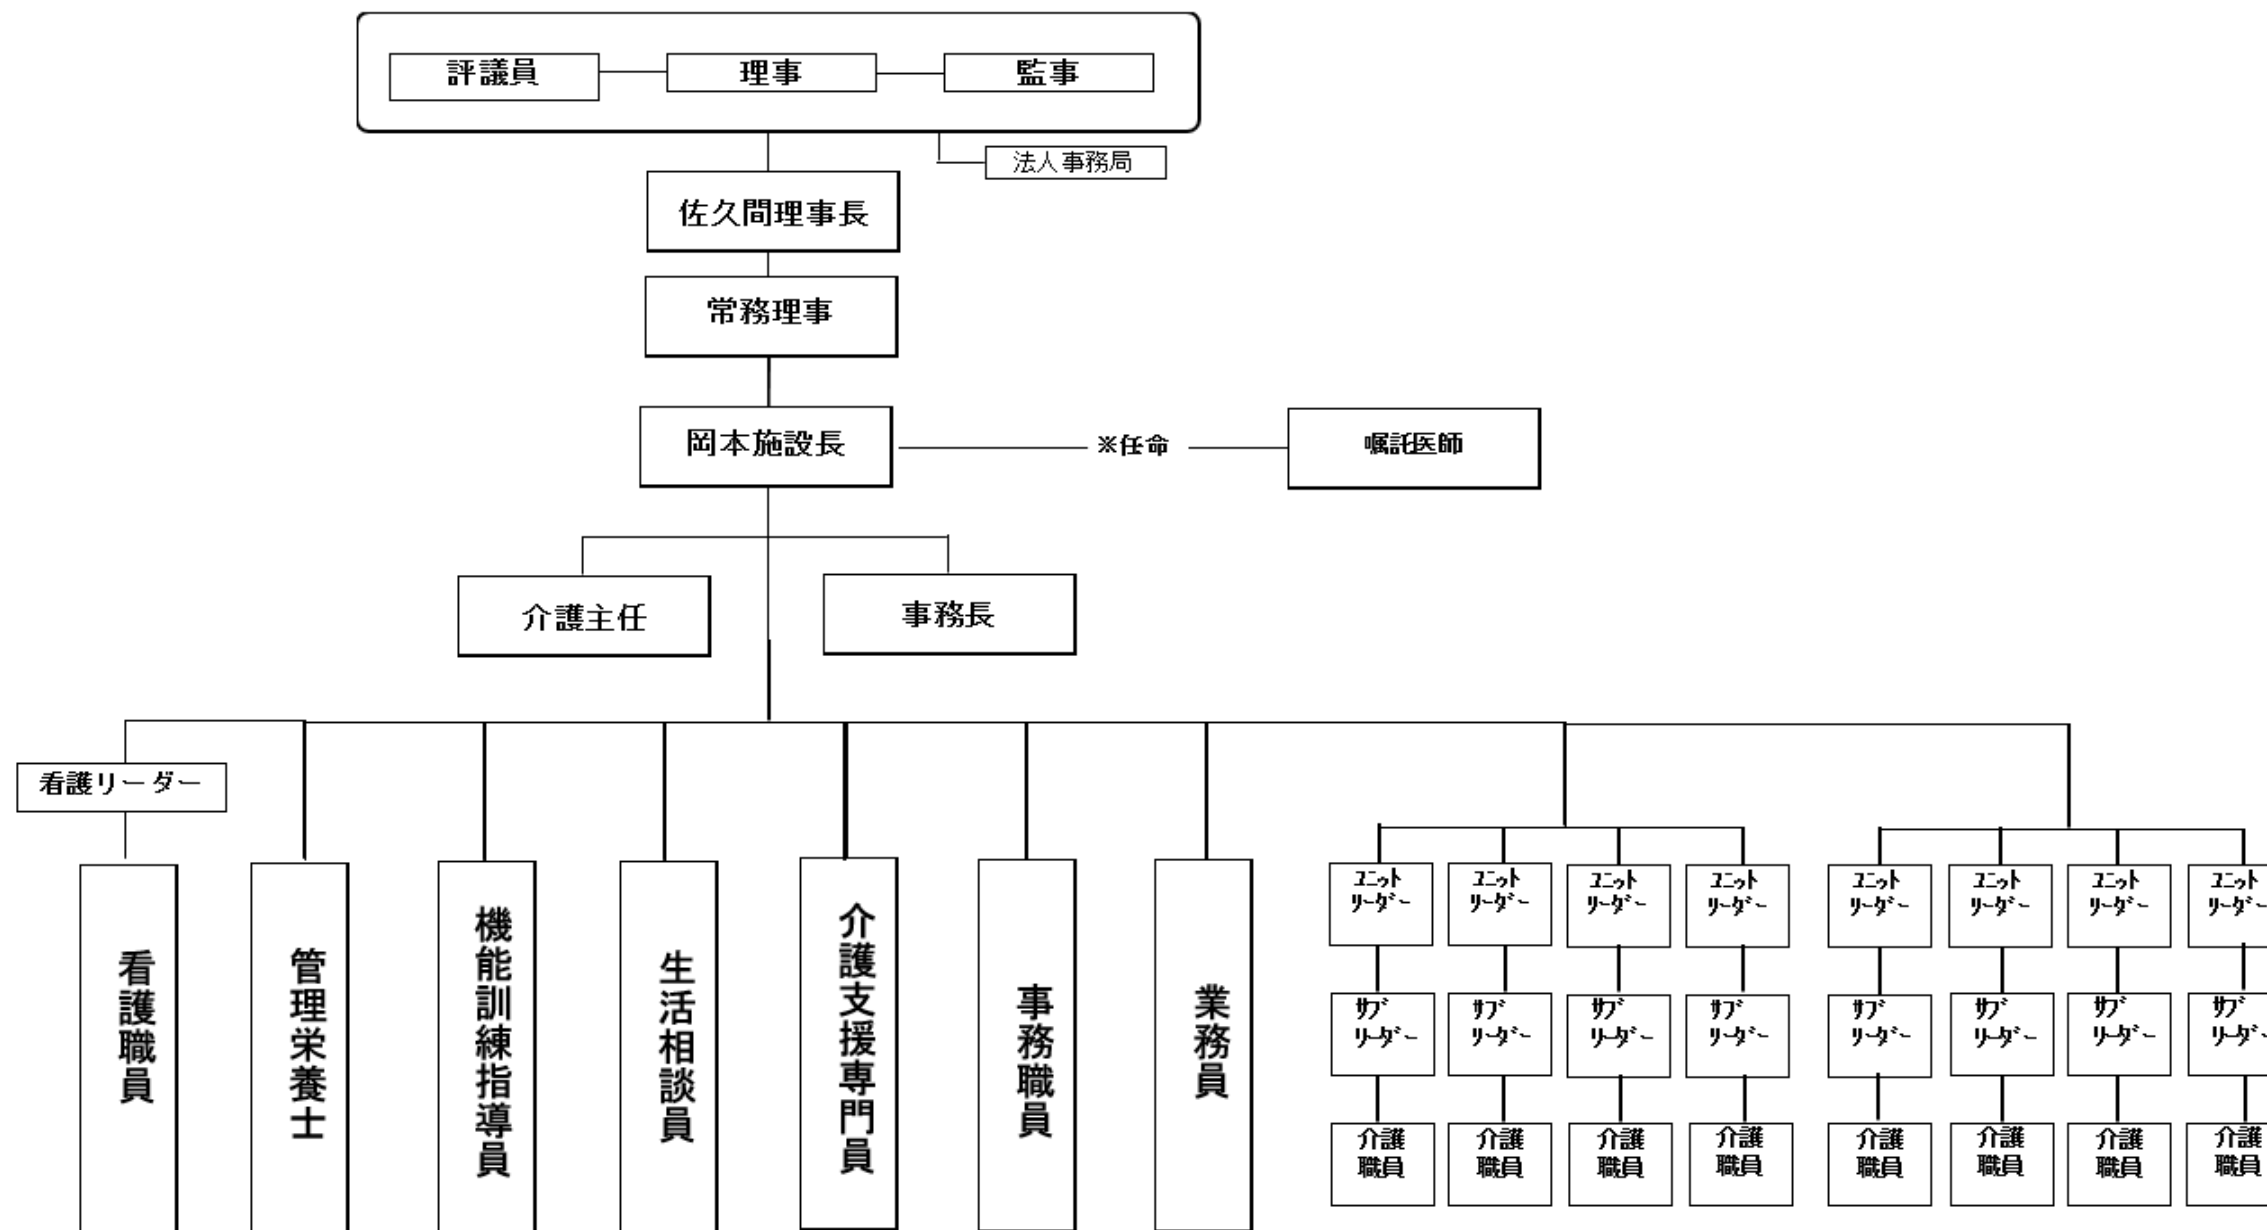 評議員
理事
監事
法人事務局
佐久間理事長
常務理事
岡本施設長
※任命
嘱託医師
介護主任
事務長
看護リーダー
看護職員
管理栄養士
機能訓練指導員
生活相談員
介護支援専門員
事務職員
業務員
ﾕﾆｯﾄ
ﾘｰﾀﾞｰ
ﾕﾆｯﾄ
ﾘｰﾀﾞｰ
ﾕﾆｯﾄ
ﾘｰﾀﾞｰ
ﾕﾆｯﾄ
ﾘｰﾀﾞｰ
ﾕﾆｯﾄ
ﾘｰﾀﾞｰ
ﾕﾆｯﾄ
ﾘｰﾀﾞｰ
ﾕﾆｯﾄ
ﾘｰﾀﾞｰ
ﾕﾆｯﾄ
ﾘｰﾀﾞｰ
ｻﾌﾞ
ﾘｰﾀﾞｰ
ｻﾌﾞ
ﾘｰﾀﾞｰ
ｻﾌﾞ
ﾘｰﾀﾞｰ
ｻﾌﾞ
ﾘｰﾀﾞｰ
ｻﾌﾞ
ﾘｰﾀﾞｰ
ｻﾌﾞ
ﾘｰﾀﾞｰ
ｻﾌﾞ
ﾘｰﾀﾞｰ
ｻﾌﾞ
ﾘｰﾀﾞｰ
介護
職員
介護
職員
介護
職員
介護
職員
介護
職員
介護
職員
介護
職員
介護
職員